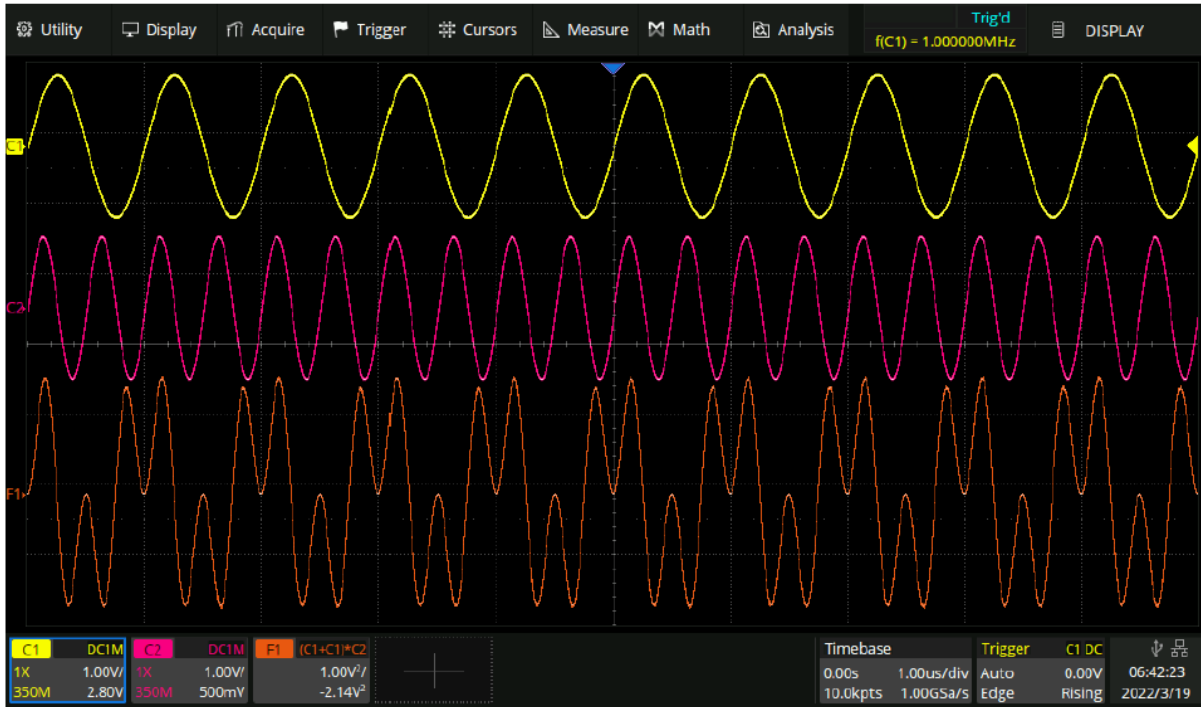 Utility Display Acquire Trigger Cursors Measure Math Analysis Trig'd DISPLAY
f(C1) = 1.000000MHz
C1
C2
F1
C1 DC1M C2 DC1M F1 (C1+C1)*C2 Timebase Trigger C1 DC
1X 1.00V/ 1X 1.00V/ 1.00V²/ 0.00s 1.00us/div Auto 0.00V 06:42:23
350M 2.80V 350M 500mV -2.14V² 10.0kpts 1.00GSa/s Edge Rising 2022/3/19